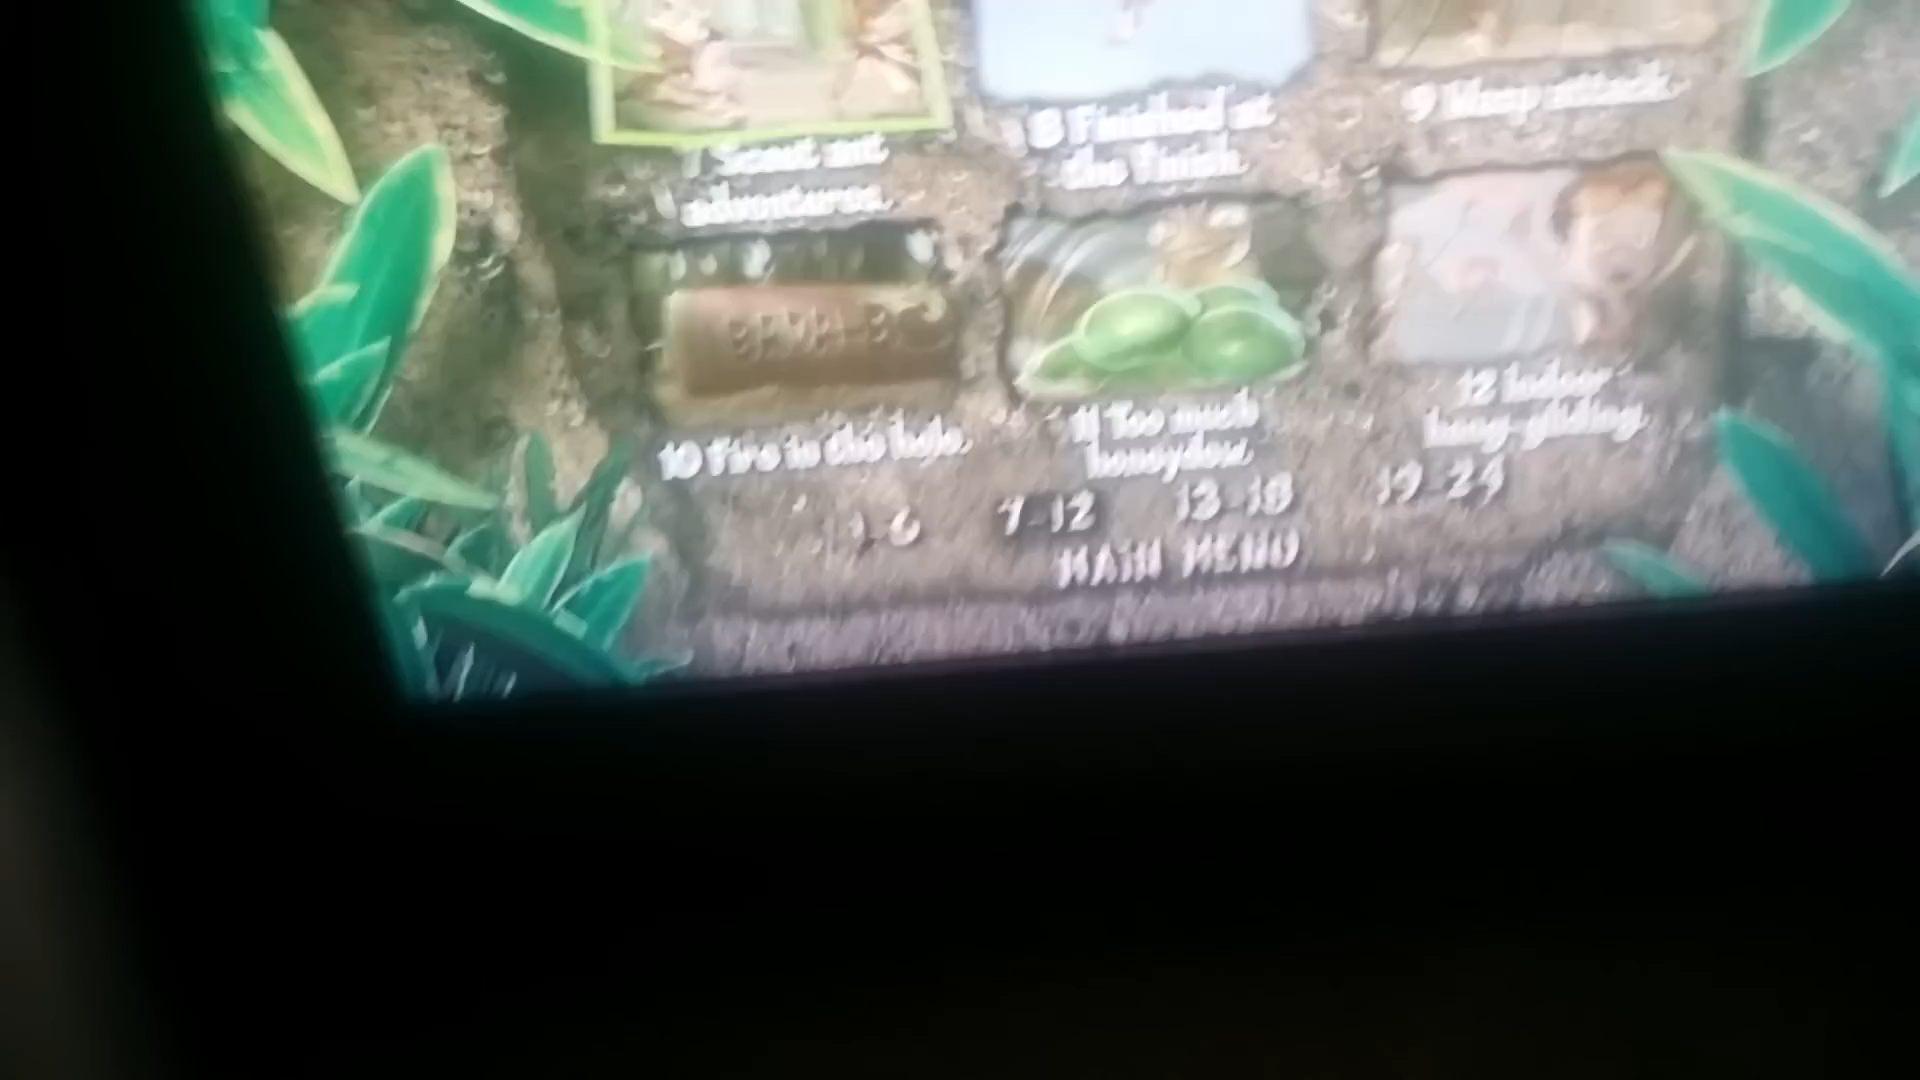 7 Scout ant
adventures.
8 Finished at
the finish.
9 Wasp attack.
10 Fire in the hole.
11 Too much
honeydew.
12 Indoor
hang-gliding.
1-6 7-12 13-18 19-24
MAIN MENU